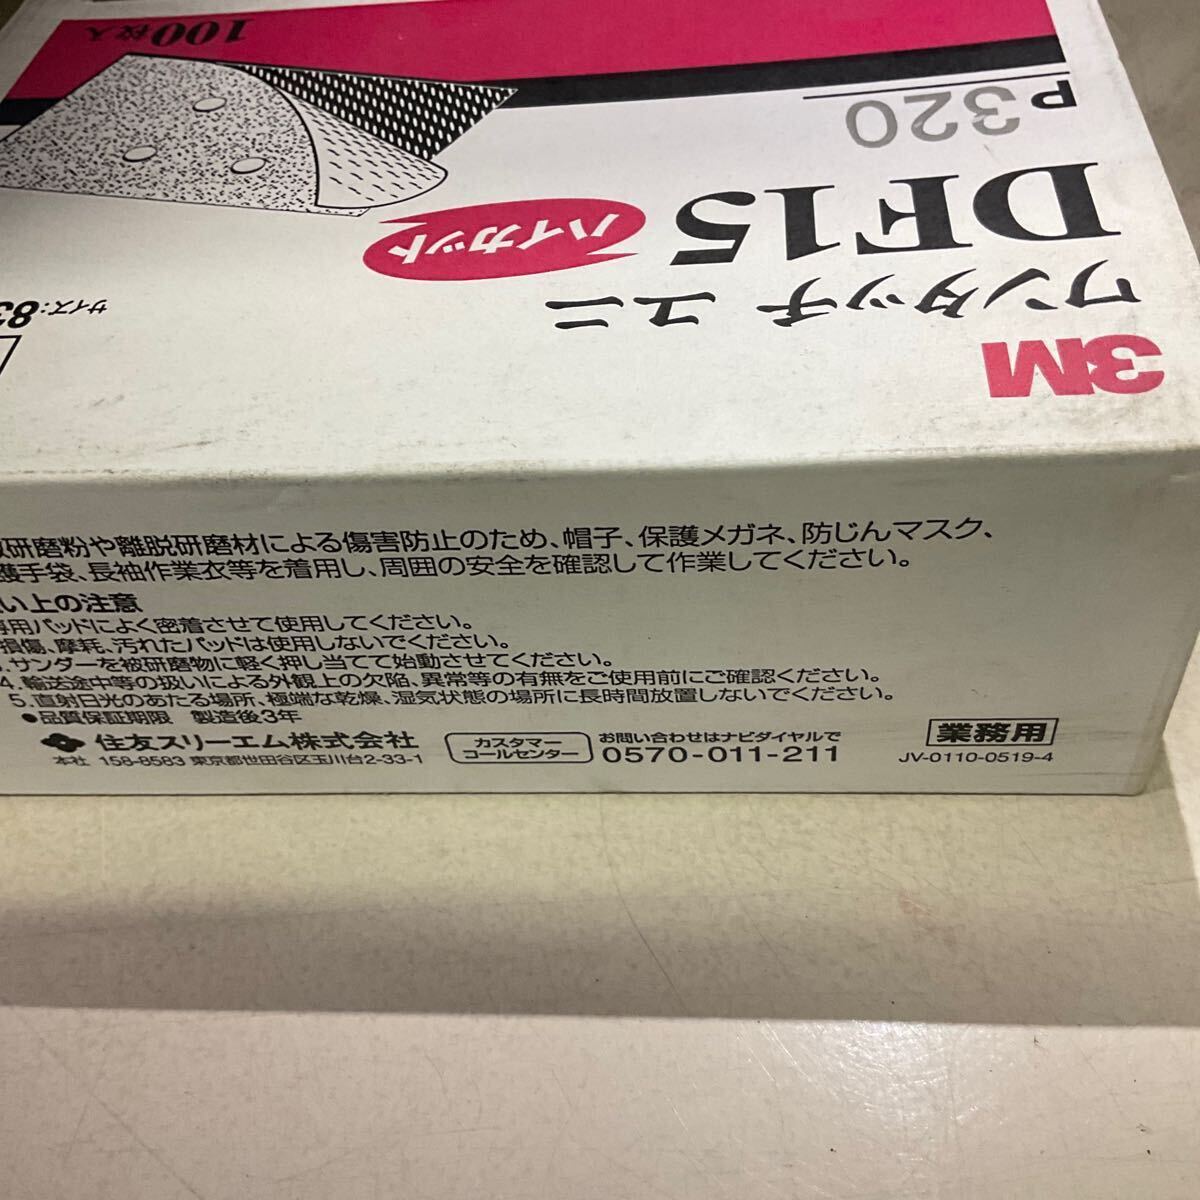 3M
ワンタッチ ユニ
DF15 ハイカット
P320
100枚入
サイズ:
研磨粉や離脱研磨材による傷害防止のため、帽子、保護メガネ、防じんマスク、
護手袋、長袖作業衣等を着用し、周囲の安全を確認して作業してください。
い上の注意
専用パッドによく密着させて使用してください。
損傷、摩耗、汚れたパッドは使用しないでください。
.サンダーを被研磨物に軽く押し当てて始動させてください。
4.輸送途中等の扱いによる外観上の欠陥、異常等の有無をご使用前にご確認ください。
5.直射日光のあたる場所、極端な乾燥、湿気状態の場所に長時間放置しないでください。
●品質保証期限 製造後3年
住友スリーエム株式会社
本社 158-8583 東京都世田谷区玉川台2-33-1
カスタマー
コールセンター
お問い合わせはナビダイヤルで
0570-011-211
業務用
JV-0110-0519-4